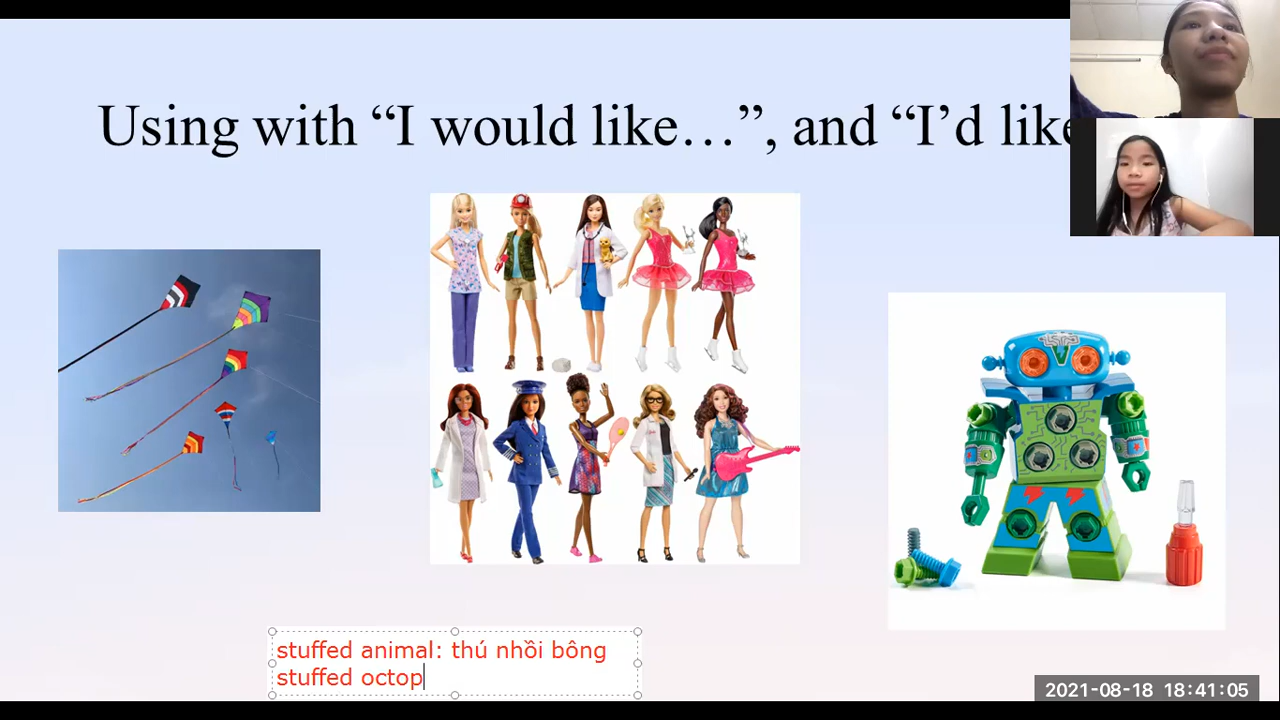 Using with “I would like…”, and “I’d like
stuffed animal: thú nhồi bông
stuffed octop
2021-08-18 18:41:05